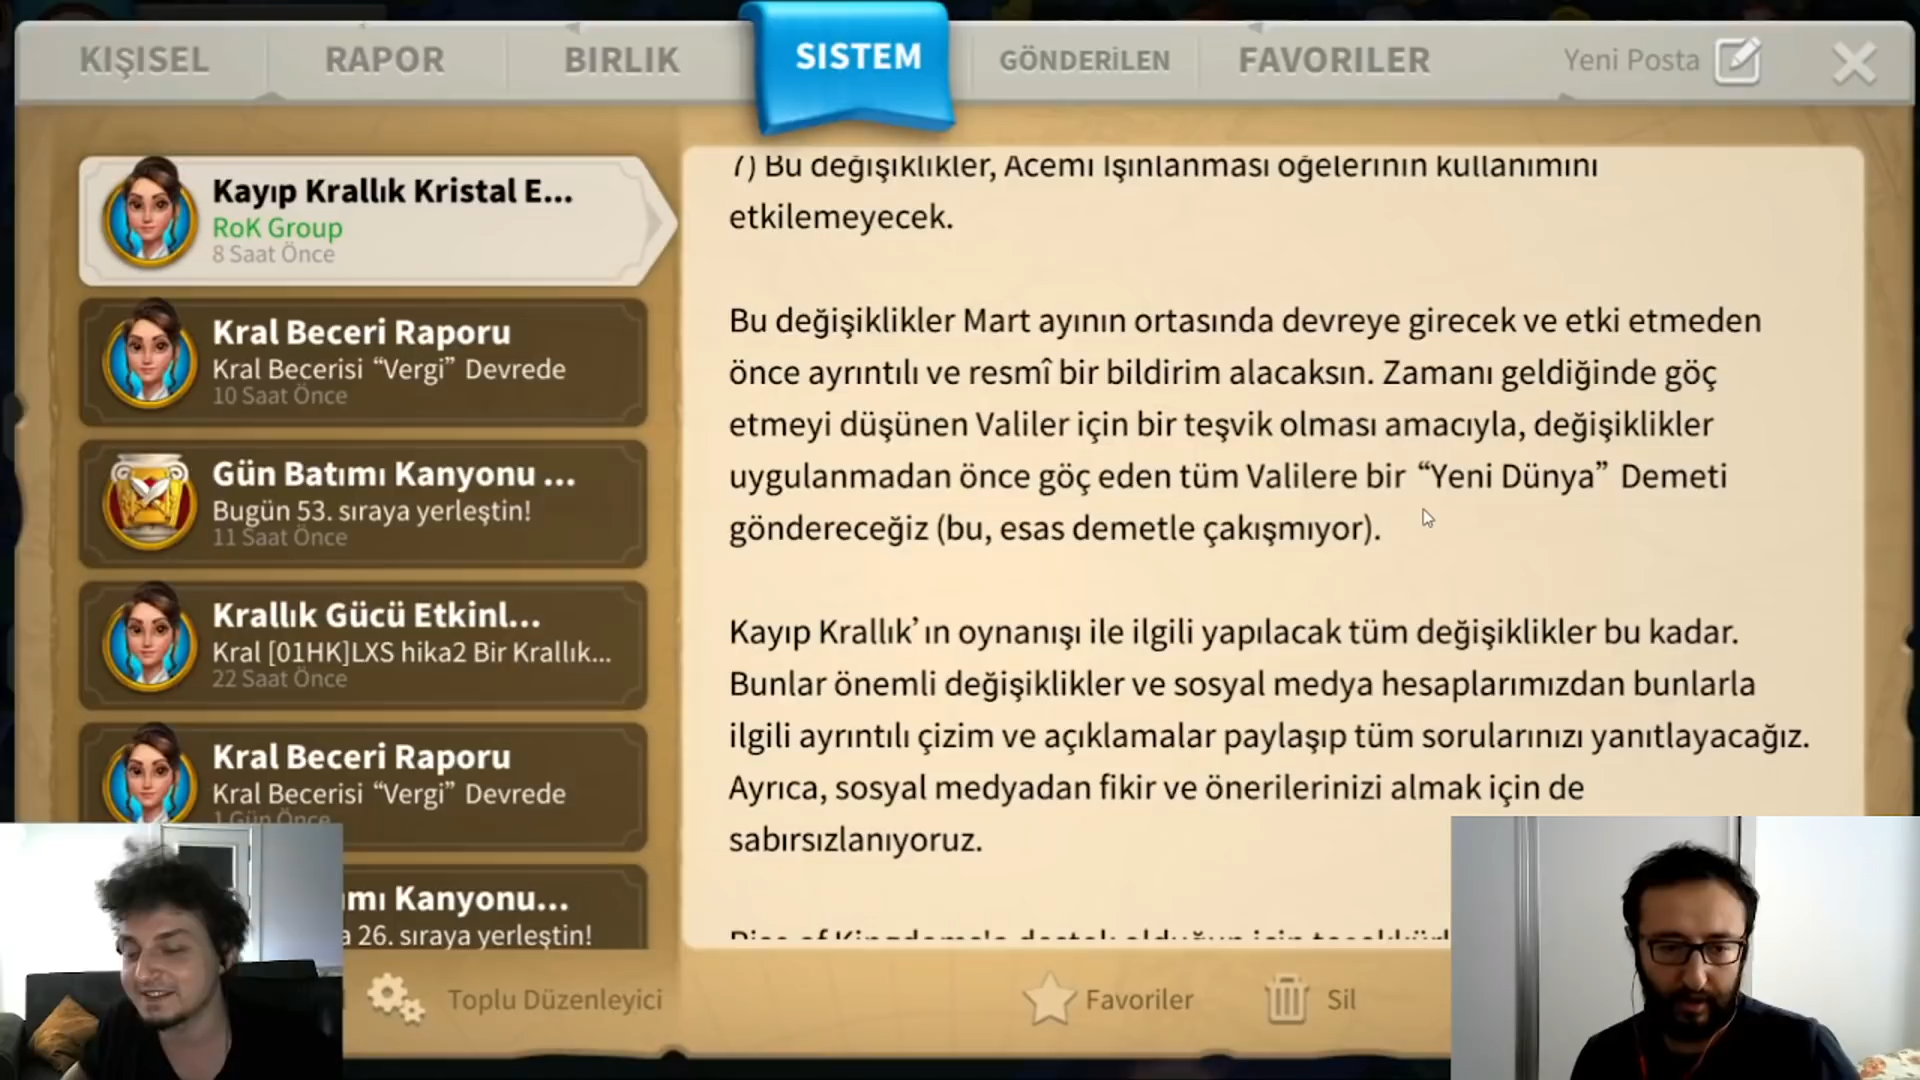 KIŞISEL
RAPOR
BIRLIK
SISTEM
GÖNDERİLEN
FAVORILER
Yeni Posta
Kayıp Krallık Kristal E...
RoK Group
8 Saat Önce
Kral Beceri Raporu
Kral Becerisi “Vergi” Devrede
10 Saat Önce
Gün Batımı Kanyonu ...
Bugün 53. sıraya yerleştin!
11 Saat Önce
Krallık Gücü Etkinl...
Kral [01HK]LXS hika2 Bir Krallık...
22 Saat Önce
Kral Beceri Raporu
Kral Becerisi “Vergi” Devrede
1 Gün Önce
Kanyonu...
26. sıraya yerleştin!
Toplu Düzenleyici
7) Bu değişiklikler, Acemi Işınlanması öğelerinin kullanımını
etkilemeyecek.
Bu değişiklikler Mart ayının ortasında devreye girecek ve etki etmeden
önce ayrıntılı ve resmî bir bildirim alacaksın. Zamanı geldiğinde göç
etmeyi düşünen Valiler için bir teşvik olması amacıyla, değişiklikler
uygulanmadan önce göç eden tüm Valilere bir “Yeni Dünya” Demeti
göndereceğiz (bu, esas demetle çakışmıyor).
Kayıp Krallık’ın oynanışı ile ilgili yapılacak tüm değişiklikler bu kadar.
Bunlar önemli değişiklikler ve sosyal medya hesaplarımızdan bunlarla
ilgili ayrıntılı çizim ve açıklamalar paylaşıp tüm sorularınızı yanıtlayacağız.
Ayrıca, sosyal medyadan fikir ve önerilerinizi almak için de
sabırsızlanıyoruz.
Favoriler
Sil